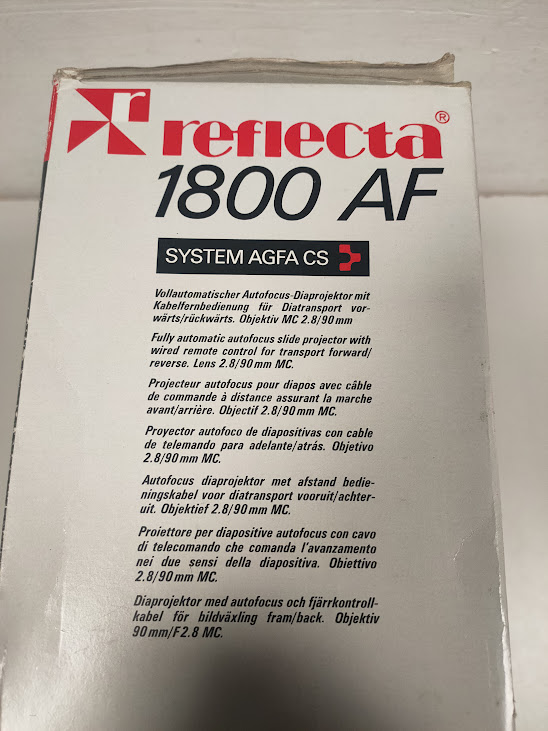 r reflecta®
1800 AF
SYSTEM AGFA CS
Vollautomatischer Autofocus-Diaprojektor mit
Kabelfernbedienung für Diatransport vor-
wärts/rückwärts. Objektiv MC 2.8/90 mm
Fully automatic autofocus slide projector with
wired remote control for transport forward/
reverse. Lens 2.8/90 mm MC.
Projecteur autofocus pour diapos avec câble
de commande à distance assurant la marche
avant/arrière. Objectif 2.8/90 mm MC.
Proyector autofoco de diapositivas con cable
de telemando para adelante/atrás. Objetivo
2.8/90 mm MC.
Autofocus diaprojektor met afstand bedie-
ningskabel voor diatransport vooruit/achter-
uit. Objektief 2.8/90 mm MC.
Proiettore per diapositive autofocus con cavo
di telecomando che comanda l'avanzamento
nei due sensi della diapositiva. Obiettivo
2.8/90 mm MC.
Diaprojektor med autofocus och fjärrkontroll-
kabel för bildväxling fram/back. Objektiv
90 mm/F 2.8 MC.